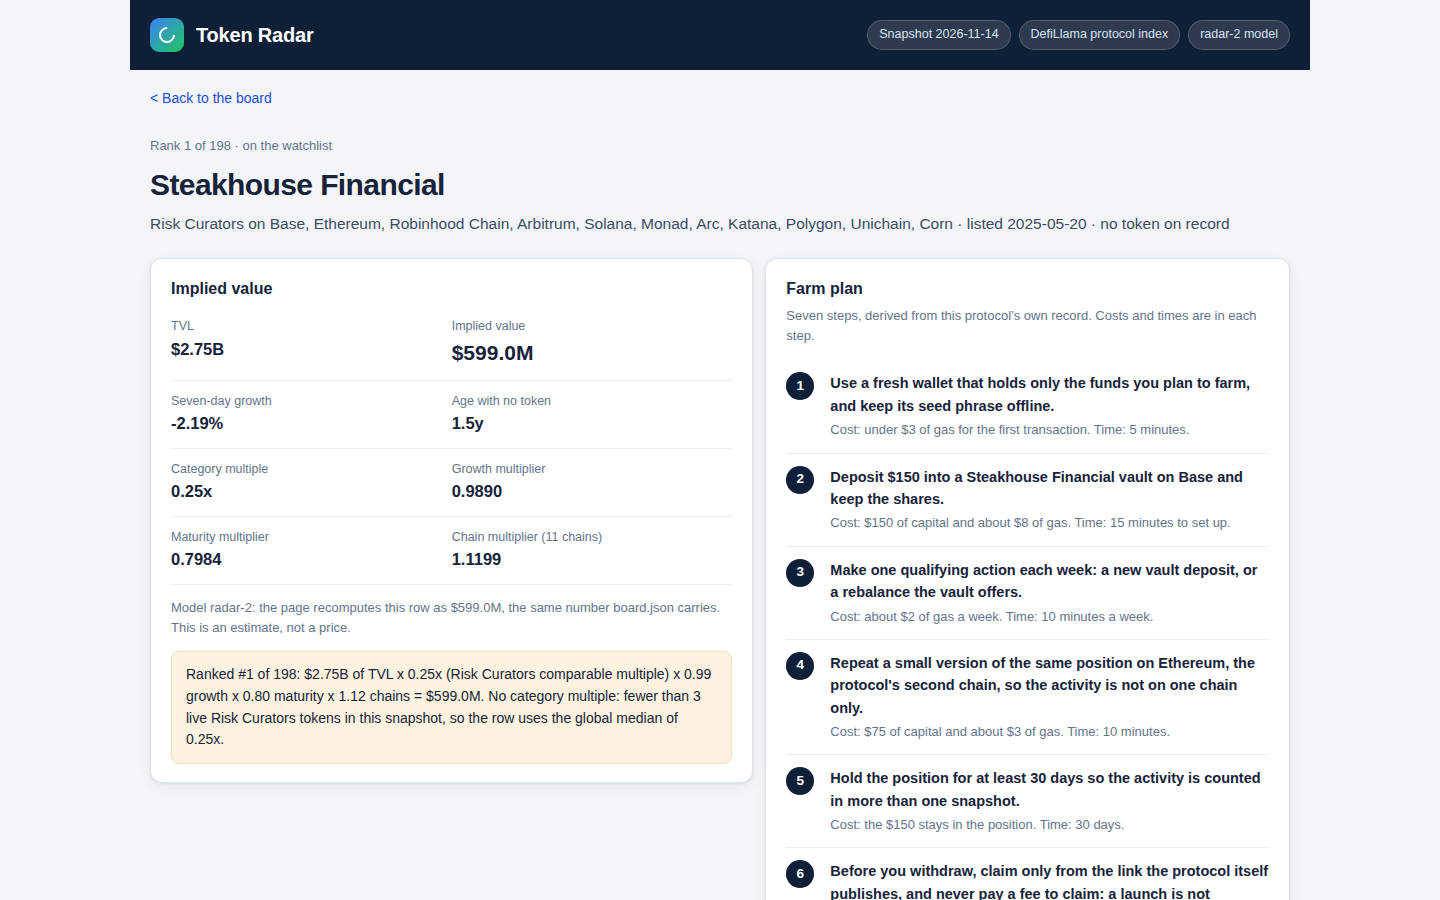 Token Radar
Snapshot 2026-11-14
DefiLlama protocol index
radar-2 model
< Back to the board
Rank 1 of 198 · on the watchlist
Steakhouse Financial
Risk Curators on Base, Ethereum, Robinhood Chain, Arbitrum, Solana, Monad, Arc, Katana, Polygon, Unichain, Corn · listed 2025-05-20 · no token on record
Implied value
TVL
$2.75B
Implied value
$599.0M
Seven-day growth
-2.19%
Age with no token
1.5y
Category multiple
0.25x
Growth multiplier
0.9890
Maturity multiplier
0.7984
Chain multiplier (11 chains)
1.1199
Model radar-2: the page recomputes this row as $599.0M, the same number board.json carries.
This is an estimate, not a price.
Ranked #1 of 198: $2.75B of TVL x 0.25x (Risk Curators comparable multiple) x 0.99
growth x 0.80 maturity x 1.12 chains = $599.0M. No category multiple: fewer than 3
live Risk Curators tokens in this snapshot, so the row uses the global median of
0.25x.
Farm plan
Seven steps, derived from this protocol's own record. Costs and times are in each
step.
1
Use a fresh wallet that holds only the funds you plan to farm,
and keep its seed phrase offline.
Cost: under $3 of gas for the first transaction. Time: 5 minutes.
2
Deposit $150 into a Steakhouse Financial vault on Base and
keep the shares.
Cost: $150 of capital and about $8 of gas. Time: 15 minutes to set up.
3
Make one qualifying action each week: a new vault deposit, or
a rebalance the vault offers.
Cost: about $2 of gas a week. Time: 10 minutes a week.
4
Repeat a small version of the same position on Ethereum, the
protocol's second chain, so the activity is not on one chain
only.
Cost: $75 of capital and about $3 of gas. Time: 10 minutes.
5
Hold the position for at least 30 days so the activity is counted
in more than one snapshot.
Cost: the $150 stays in the position. Time: 30 days.
6
Before you withdraw, claim only from the link the protocol itself
publishes, and never pay a fee to claim: a launch is not